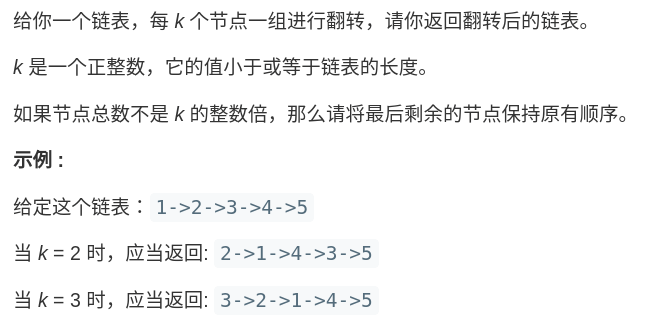 给你一个链表，每 k 个节点一组进行翻转，请你返回翻转后的链表。
k 是一个正整数，它的值小于或等于链表的长度。
如果节点总数不是 k 的整数倍，那么请将最后剩余的节点保持原有顺序。
示例 :
给定这个链表：1->2->3->4->5
当 k = 2 时，应当返回: 2->1->4->3->5
当 k = 3 时，应当返回: 3->2->1->4->5